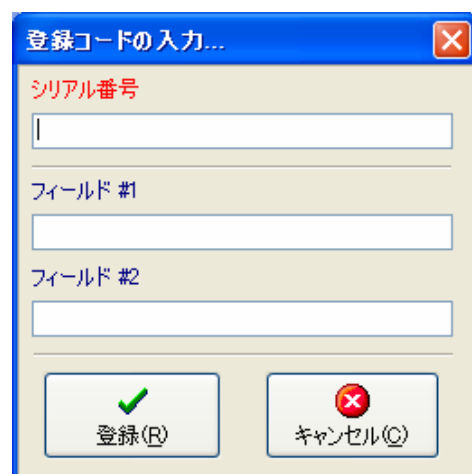 登録コードの入力...
シリアル番号
フィールド #1
フィールド #2
登録(R)
キャンセル(C)